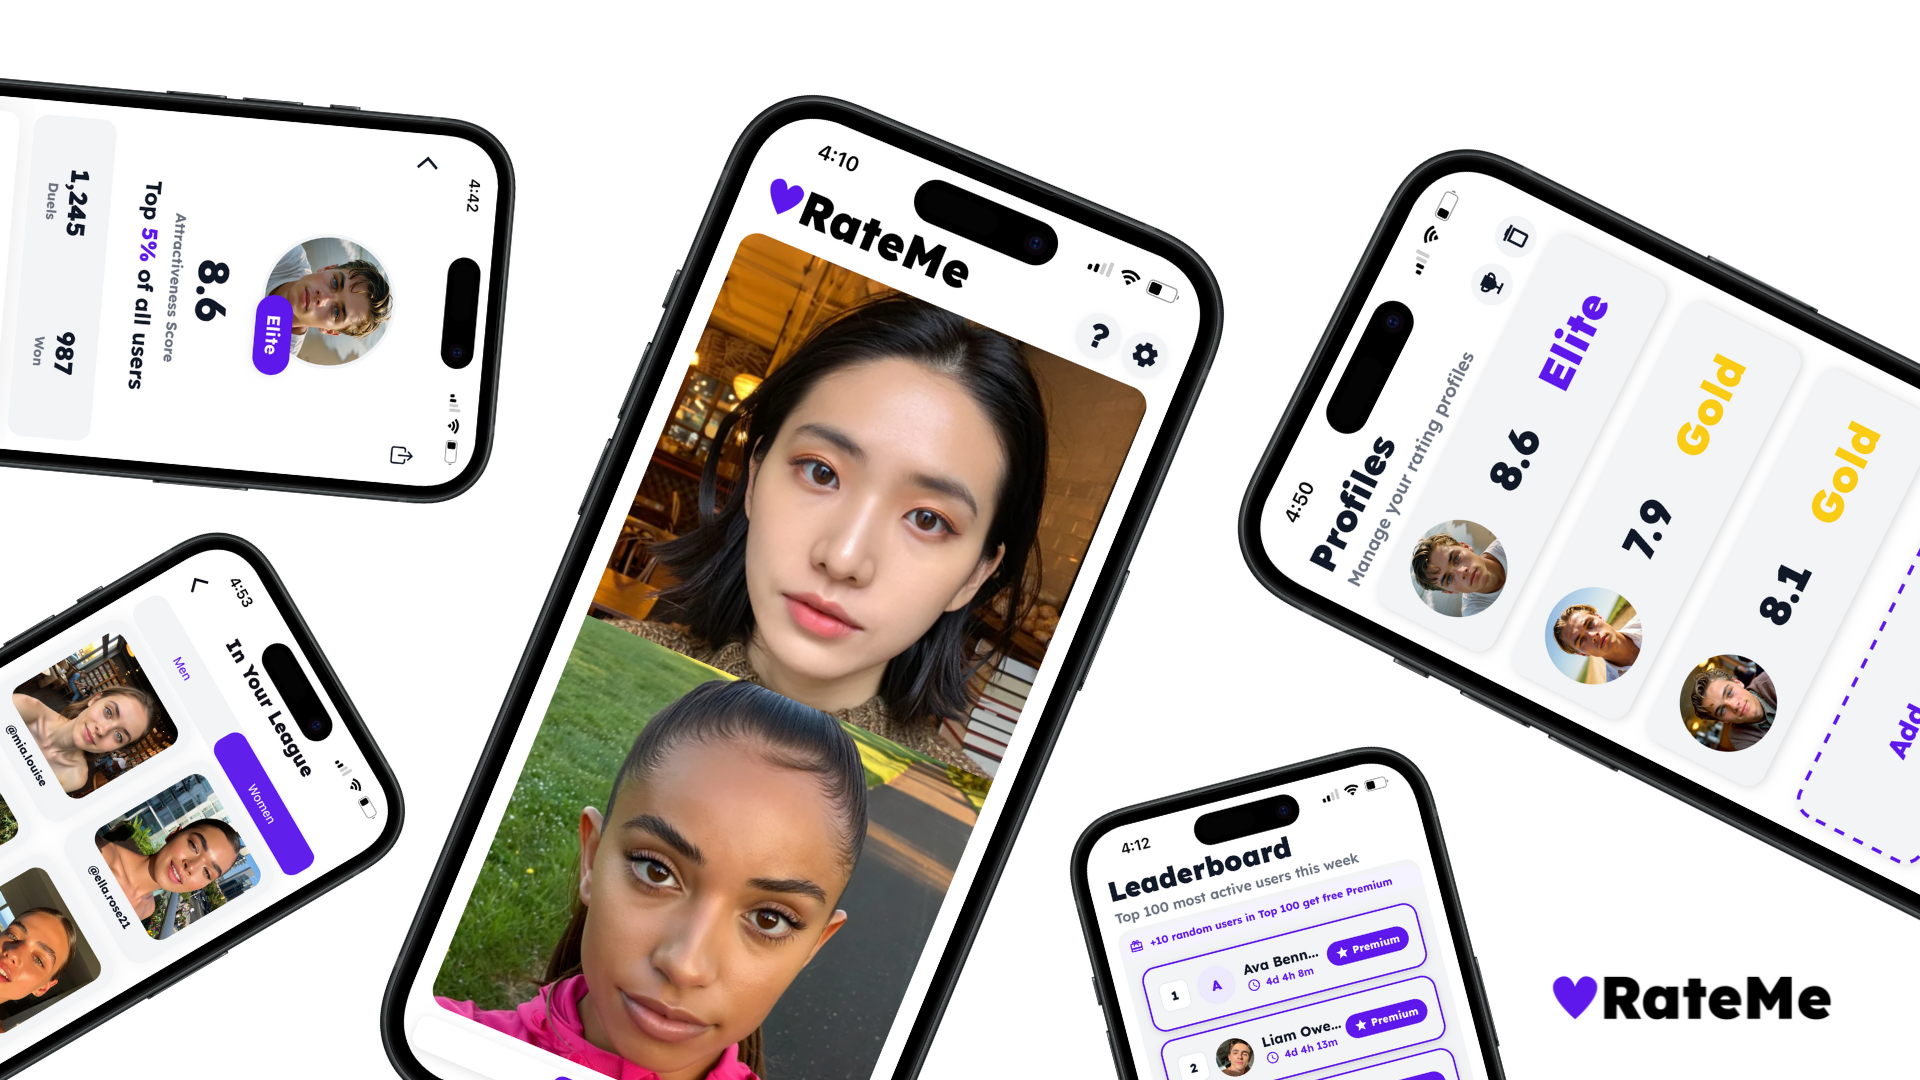 4:42
Elite
8.6
Attractiveness Score
Top 5% of all users
1,245
Duels
987
Won
4:53
In Your League
Men
Women
@mia.louise
@ella.rose21
4:10
RateMe
?
4:50
Profiles
Manage your rating profiles
8.6
Elite
7.9
Gold
8.1
Gold
Add
4:12
Leaderboard
Top 100 most active users this week
+10 random users in Top 100 get free Premium
1
A
Ava Benn...
4d 4h 8m
Premium
2
Liam Owe...
4d 4h 13m
Premium
RateMe